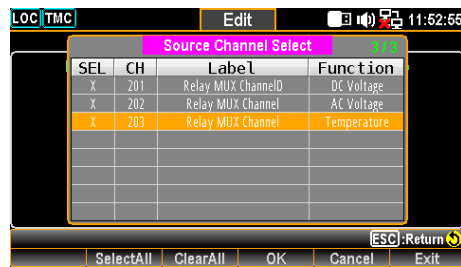 LOC TMC Edit 11:52:55
Source Channel Select 3/3
SEL CH Label Function
X 201 Relay MUX ChannelD DC Voltage
X 202 Relay MUX Channel AC Voltage
X 203 Relay MUX Channel Temperature
ESC:Return
SelectAll ClearAll OK Cancel Exit